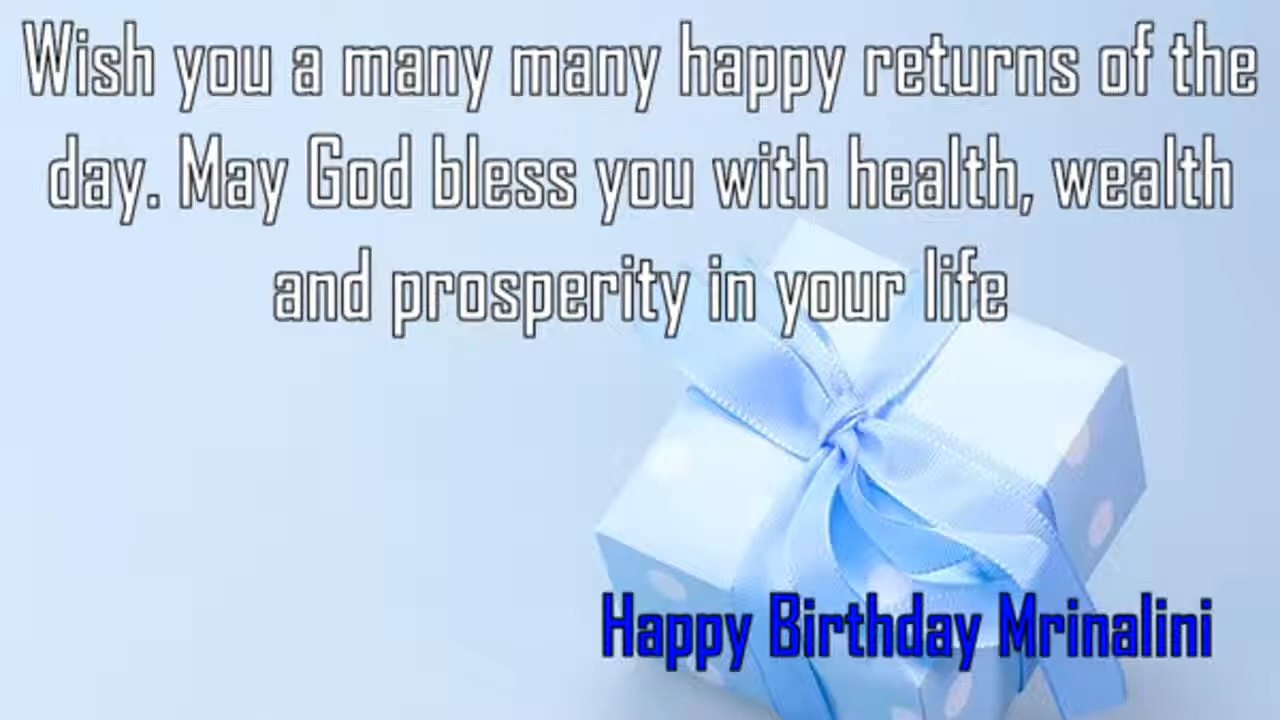 Wish you a many many happy returns of the
day. May God bless you with health, wealth
and prosperity in your life
Happy Birthday Mrinalini